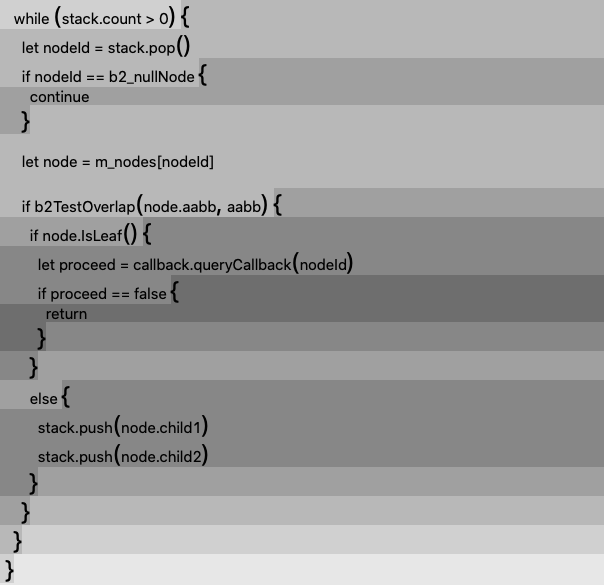 while (stack.count > 0) {
let nodeId = stack.pop()
if nodeId == b2_nullNode {
continue
}
let node = m_nodes[nodeId]
if b2TestOverlap(node.aabb, aabb) {
if node.IsLeaf() {
let proceed = callback.queryCallback(nodeId)
if proceed == false {
return
}
}
else {
stack.push(node.child1)
stack.push(node.child2)
}
}
}
}